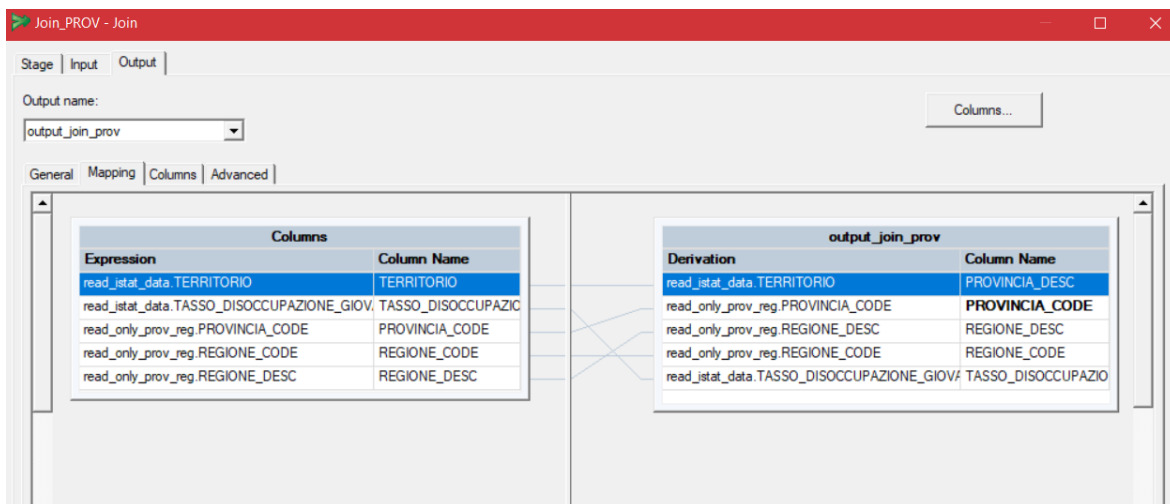 Join_PROV - Join
Stage Input Output
Output name:
Columns...
output_join_prov
General Mapping Columns Advanced
Columns
Expression Column Name
read_istat_data.TERRITORIO TERRITORIO
read_istat_data.TASSO_DISOCCUPAZIONE_GIOV TASSO_DISOCCUPAZIO
read_only_prov_reg.PROVINCIA_CODE PROVINCIA_CODE
read_only_prov_reg.REGIONE_CODE REGIONE_CODE
read_only_prov_reg.REGIONE_DESC REGIONE_DESC
output_join_prov
Derivation Column Name
read_istat_data.TERRITORIO PROVINCIA_DESC
read_only_prov_reg.PROVINCIA_CODE PROVINCIA_CODE
read_only_prov_reg.REGIONE_DESC REGIONE_DESC
read_only_prov_reg.REGIONE_CODE REGIONE_CODE
read_istat_data.TASSO_DISOCCUPAZIONE_GIOVA TASSO_DISOCCUPAZIO